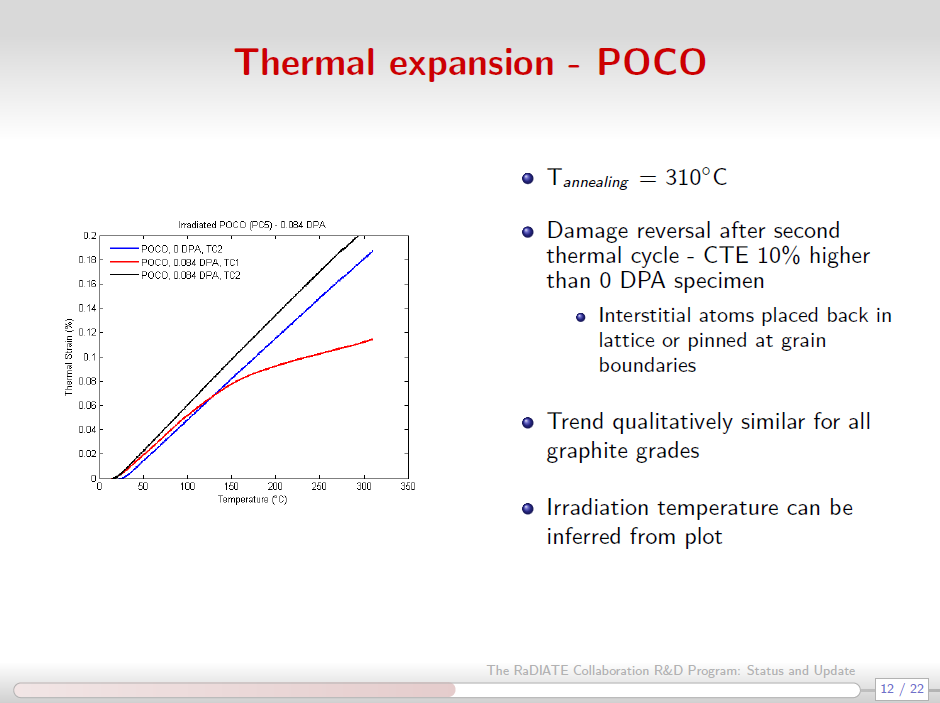 Thermal expansion - POCO
Irradiated POCO (PC5) - 0.084 DPA
POCO, 0 DPA, TC2
POCO, 0.084 DPA, TC1
POCO, 0.084 DPA, TC2
0.2
0.18
0.16
0.14
0.12
0.1
0.08
0.06
0.04
0.02
0
Thermal Strain (%)
0 50 100 150 200 250 300 350
Temperature (°C)
T annealing = 310°C
Damage reversal after second
thermal cycle - CTE 10% higher
than 0 DPA specimen
Interstitial atoms placed back in
lattice or pinned at grain
boundaries
Trend qualitatively similar for all
graphite grades
Irradiation temperature can be
inferred from plot
The RaDIATE Collaboration R&D Program: Status and Update
12 / 22